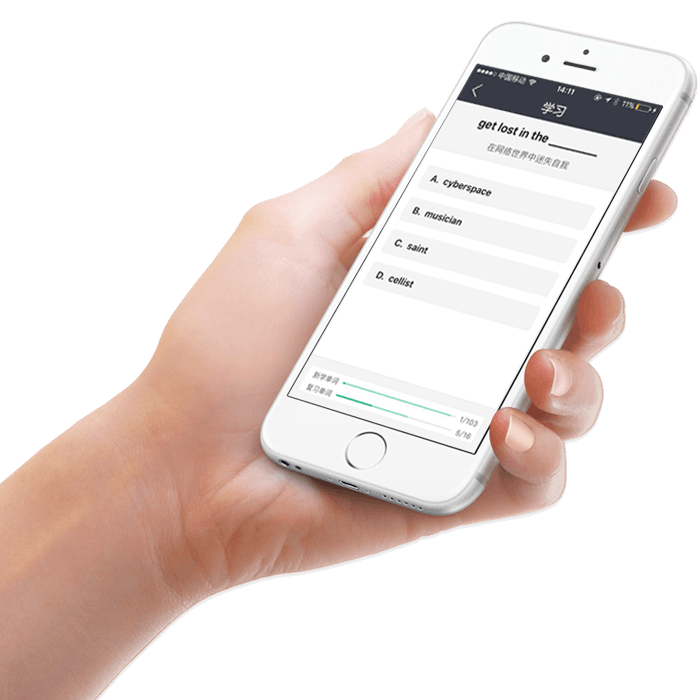 中国移动 14:11 11%
学习
get lost in the______
在网络世界中迷失自我
A. cyberspace
B. musician
C. saint
D. cellist
新学单词 1/103
复习单词 5/16